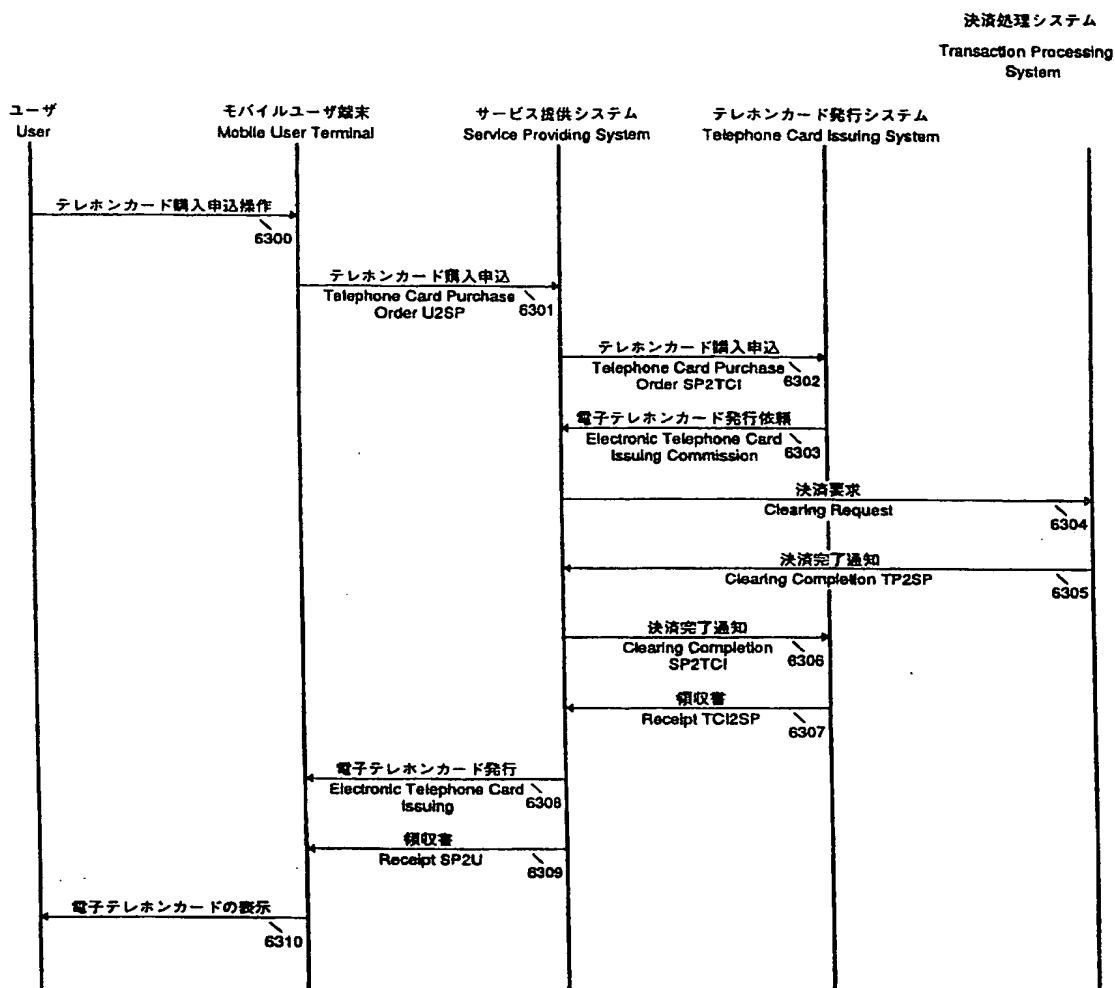 決済処理システム
Transaction Processing
System
ユーザ
User
モバイルユーザ端末
Mobile User Terminal
サービス提供システム
Service Providing System
テレホンカード発行システム
Telephone Card Issuing System
テレホンカード購入申込操作
6300
テレホンカード購入申込
Telephone Card Purchase
Order U2SP
6301
テレホンカード購入申込
Telephone Card Purchase
Order SP2TCI
6302
電子テレホンカード発行依頼
Electronic Telephone Card
Issuing Commission
6303
決済要求
Clearing Request
6304
決済完了通知
Clearing Completion TP2SP
6305
決済完了通知
Clearing Completion
SP2TCI
6306
領収書
Receipt TCI2SP
6307
電子テレホンカード発行
Electronic Telephone Card
Issuing
6308
領収書
Receipt SP2U
6309
電子テレホンカードの表示
6310